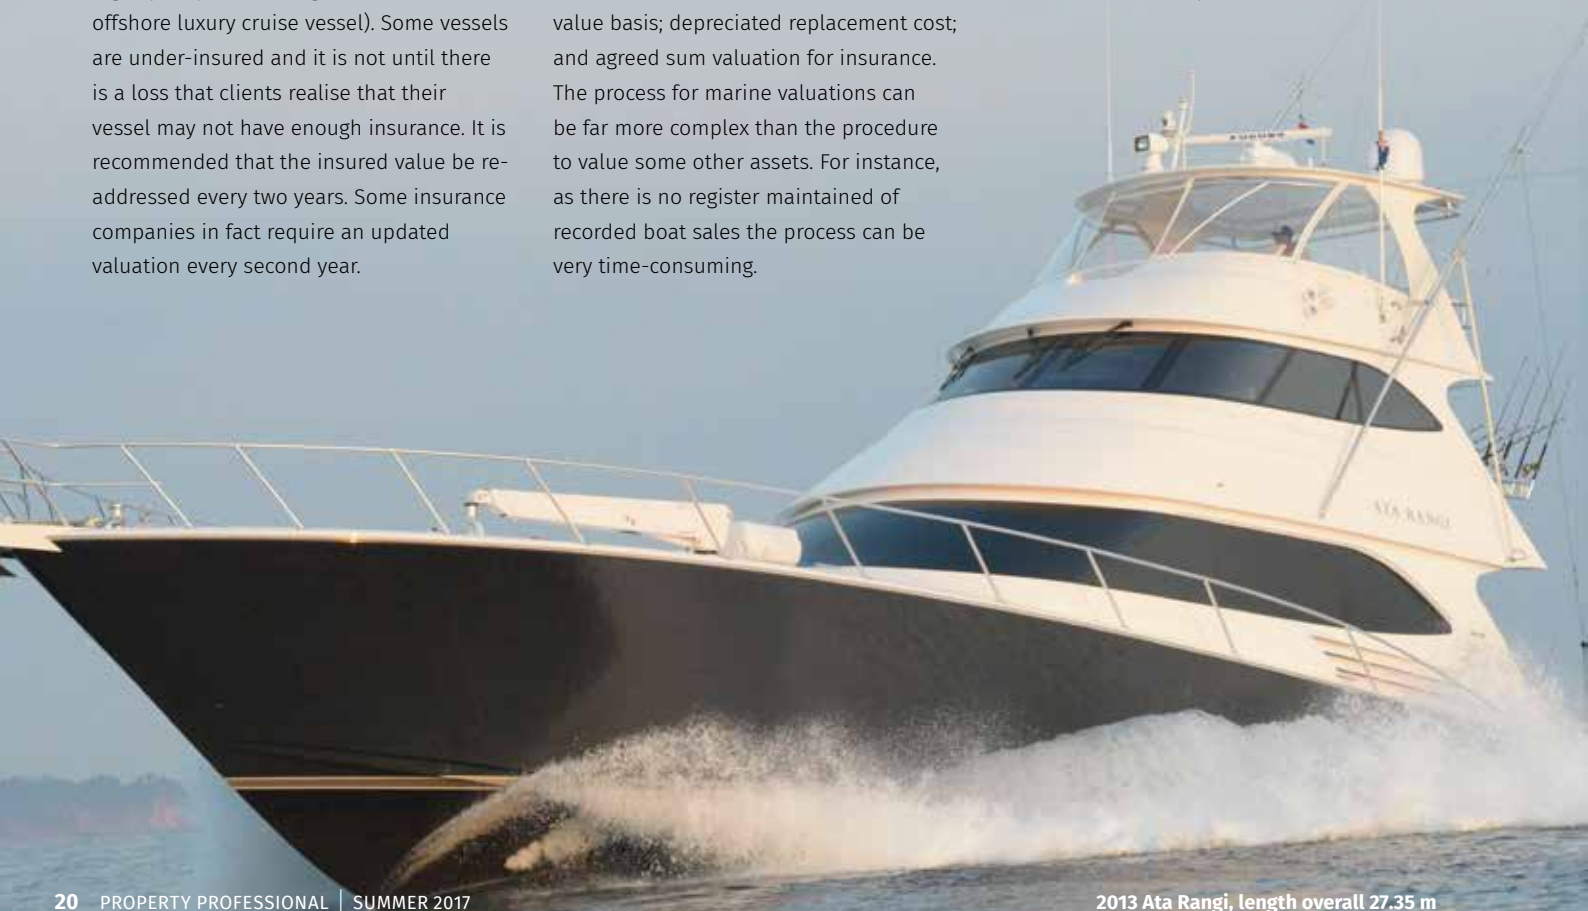 offshore luxury cruise vessel). Some vessels
are under-insured and it is not until there
is a loss that clients realise that their
vessel may not have enough insurance. It is
recommended that the insured value be re-
addressed every two years. Some insurance
companies in fact require an updated
valuation every second year.
value basis; depreciated replacement cost;
and agreed sum valuation for insurance.
The process for marine valuations can
be far more complex than the procedure
to value some other assets. For instance,
as there is no register maintained of
recorded boat sales the process can be
very time-consuming.
FURUNO
ATA RANGI
20 PROPERTY PROFESSIONAL | SUMMER 2017
2013 Ata Rangi, length overall 27.35 m